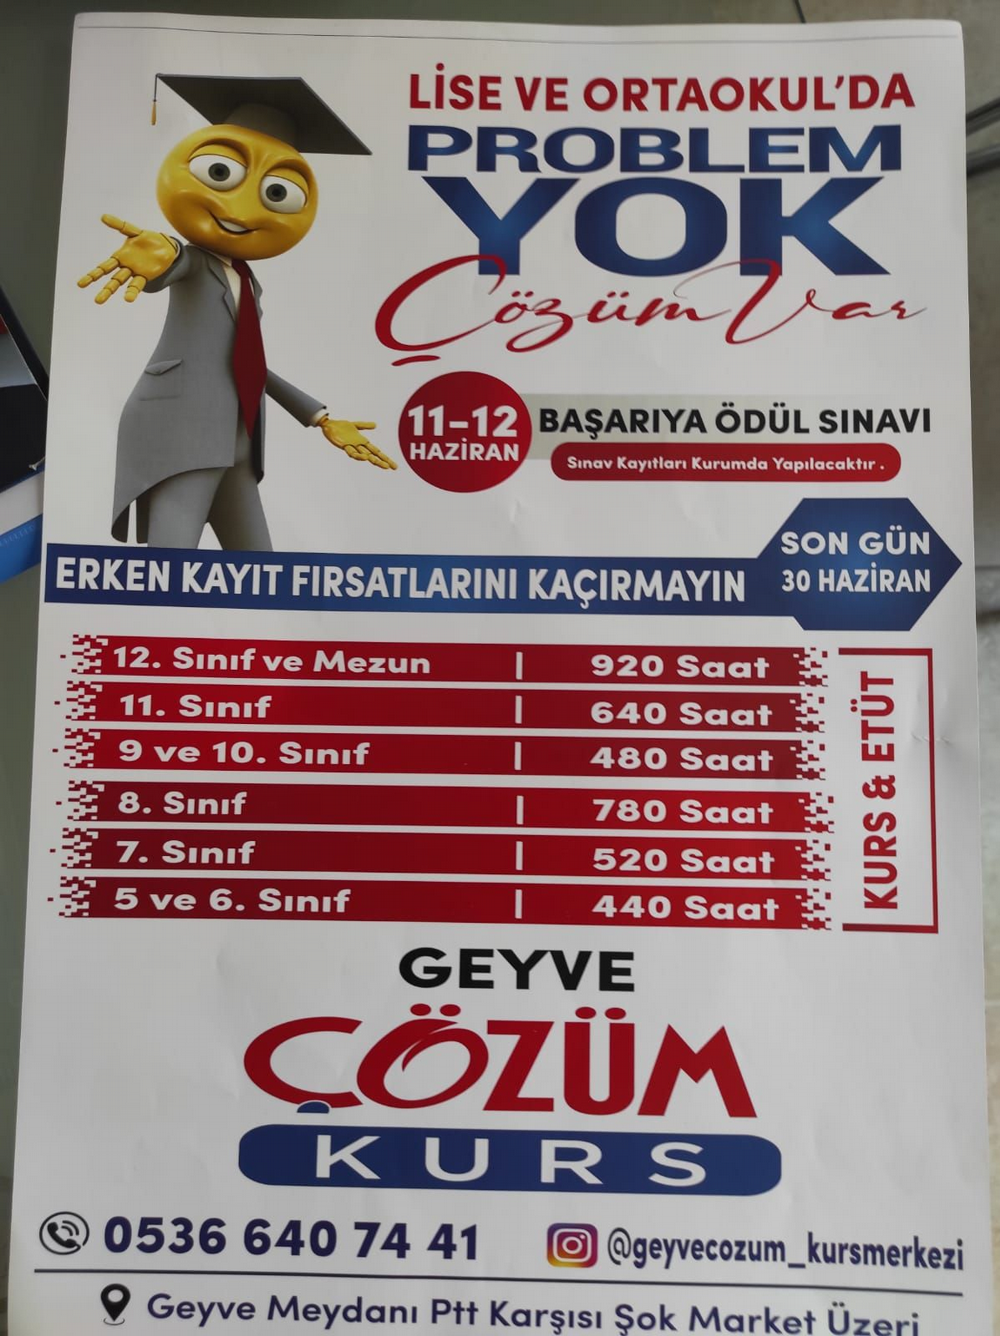 LİSE VE ORTAOKUL'DA
PROBLEM
YOK
Çözüm Var
11-12
HAZİRAN
BAŞARIYA ÖDÜL SINAVI
Sınav Kayıtları Kurumda Yapılacaktır .
ERKEN KAYIT FIRSATLARINI KAÇIRMAYIN
SON GÜN
30 HAZİRAN
12. Sınıf ve Mezun | 920 Saat
11. Sınıf | 640 Saat
9 ve 10. Sınıf | 480 Saat
8. Sınıf | 780 Saat
7. Sınıf | 520 Saat
5 ve 6. Sınıf | 440 Saat
KURS & ETÜT
GEYVE
ÇÖZÜM
KURS
0536 640 74 41
@geyvecozum_kursmerkezi
Geyve Meydanı Ptt Karşısı Şok Market Üzeri